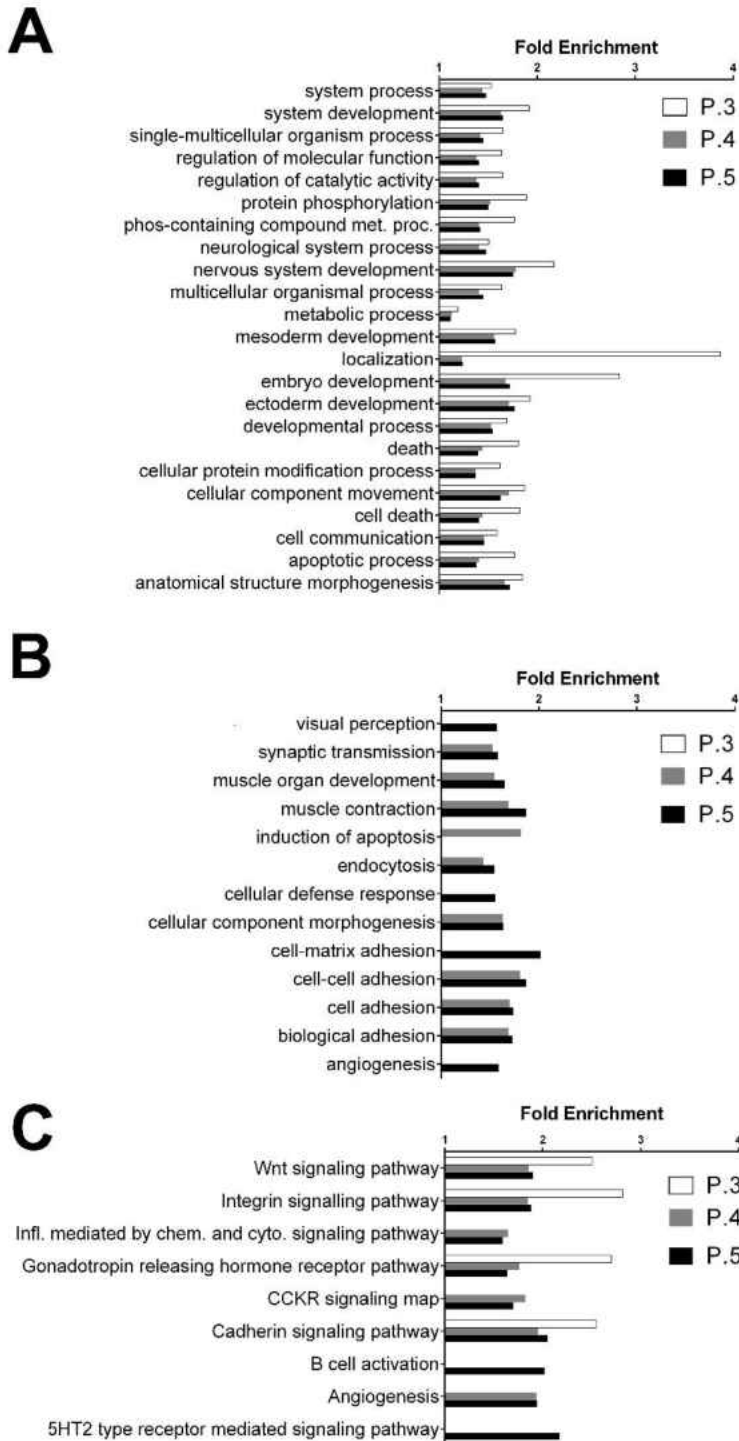 A
Fold Enrichment
1 2 3 4
system process
system development
single-multicellular organism process
regulation of molecular function
regulation of catalytic activity
protein phosphorylation
phos-containing compound met. proc.
neurological system process
nervous system development
multicellular organismal process
metabolic process
mesoderm development
localization
embryo development
ectoderm development
developmental process
death
cellular protein modification process
cellular component movement
cell death
cell communication
apoptotic process
anatomical structure morphogenesis
P.3
P.4
P.5
B
Fold Enrichment
1 2 3 4
visual perception
synaptic transmission
muscle organ development
muscle contraction
induction of apoptosis
endocytosis
cellular defense response
cellular component morphogenesis
cell-matrix adhesion
cell-cell adhesion
cell adhesion
biological adhesion
angiogenesis
P.3
P.4
P.5
C
Fold Enrichment
1 2 3 4
Wnt signaling pathway
Integrin signalling pathway
Infl. mediated by chem. and cyto. signaling pathway
Gonadotropin releasing hormone receptor pathway
CCKR signaling map
Cadherin signaling pathway
B cell activation
Angiogenesis
5HT2 type receptor mediated signaling pathway
P.3
P.4
P.5